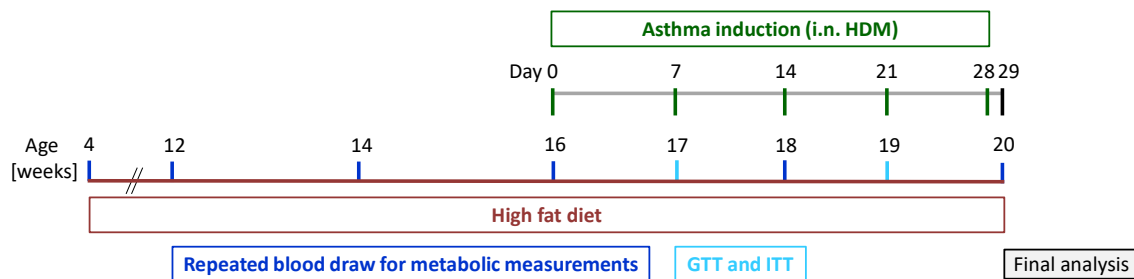 Asthma induction (i.n. HDM)
Day 0 7 14 21 28 29
Age [weeks] 4 12 14 16 17 18 19 20
High fat diet
Repeated blood draw for metabolic measurements
GTT and ITT
Final analysis